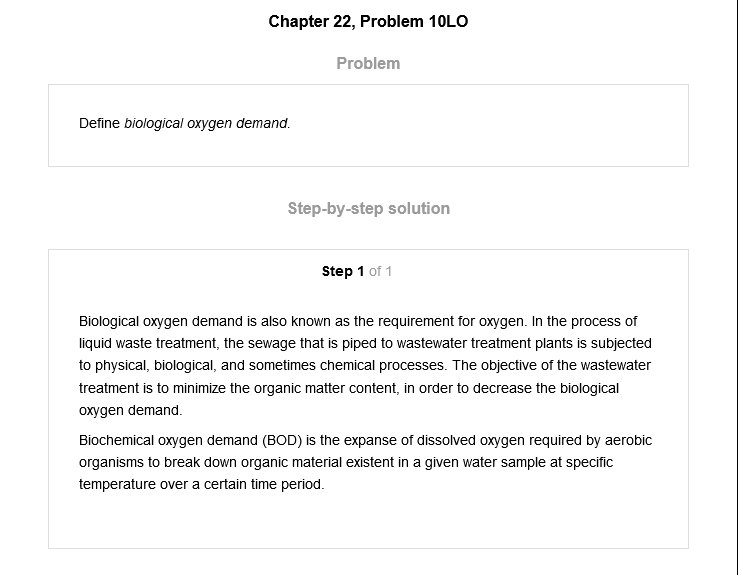 Chapter 22, Problem 10LO
Problem
Define biological oxygen demand.
Step-by-step solution
Step 1 of 1
Biological oxygen demand is also known as the requirement for oxygen. In the process of
liquid waste treatment, the sewage that is piped to wastewater treatment plants is subjected
to physical, biological, and sometimes chemical processes. The objective of the wastewater
treatment is to minimize the organic matter content, in order to decrease the biological
oxygen demand.
Biochemical oxygen demand (BOD) is the expanse of dissolved oxygen required by aerobic
organisms to break down organic material existent in a given water sample at specific
temperature over a certain time period.